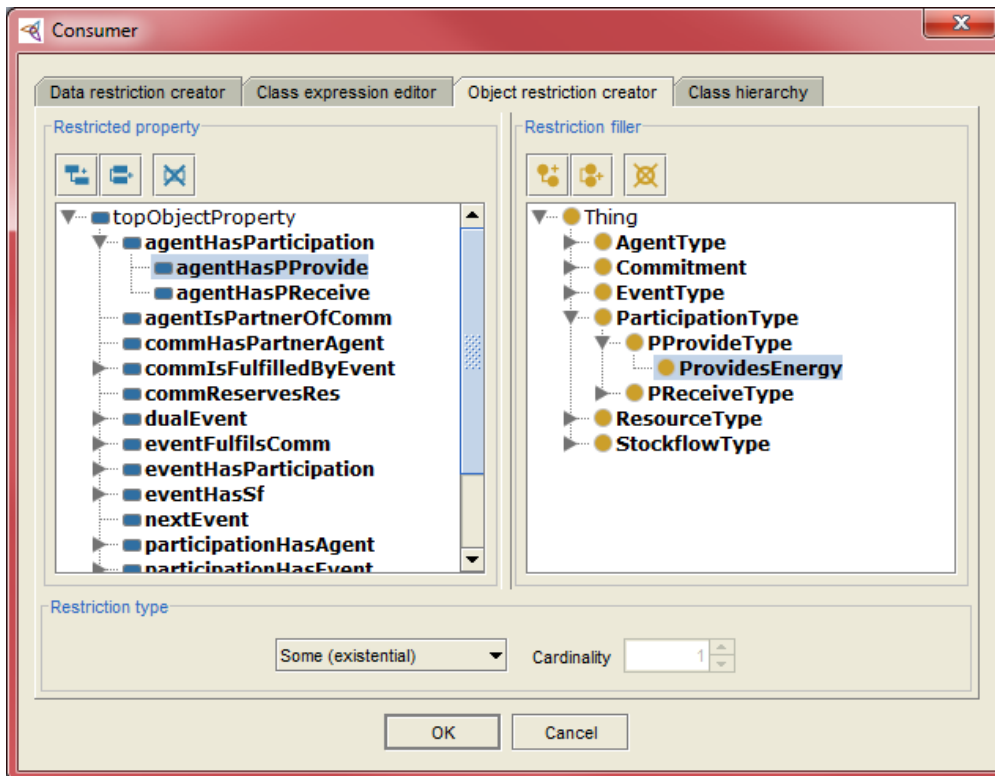 Consumer
Data restriction creator
Class expression editor
Object restriction creator
Class hierarchy
Restricted property
topObjectProperty
agentHasParticipation
agentHasPProvide
agentHasPReceive
agentIsPartnerOfComm
commHasPartnerAgent
commIsFulfilledByEvent
commReservesRes
dualEvent
eventFulfilsComm
eventHasParticipation
eventHasSf
nextEvent
participationHasAgent
participationHasEvent
Restriction filler
Thing
AgentType
Commitment
EventType
ParticipationType
PProvideType
ProvidesEnergy
PReceiveType
ResourceType
StockflowType
Restriction type
Some (existential)
Cardinality
1
OK
Cancel